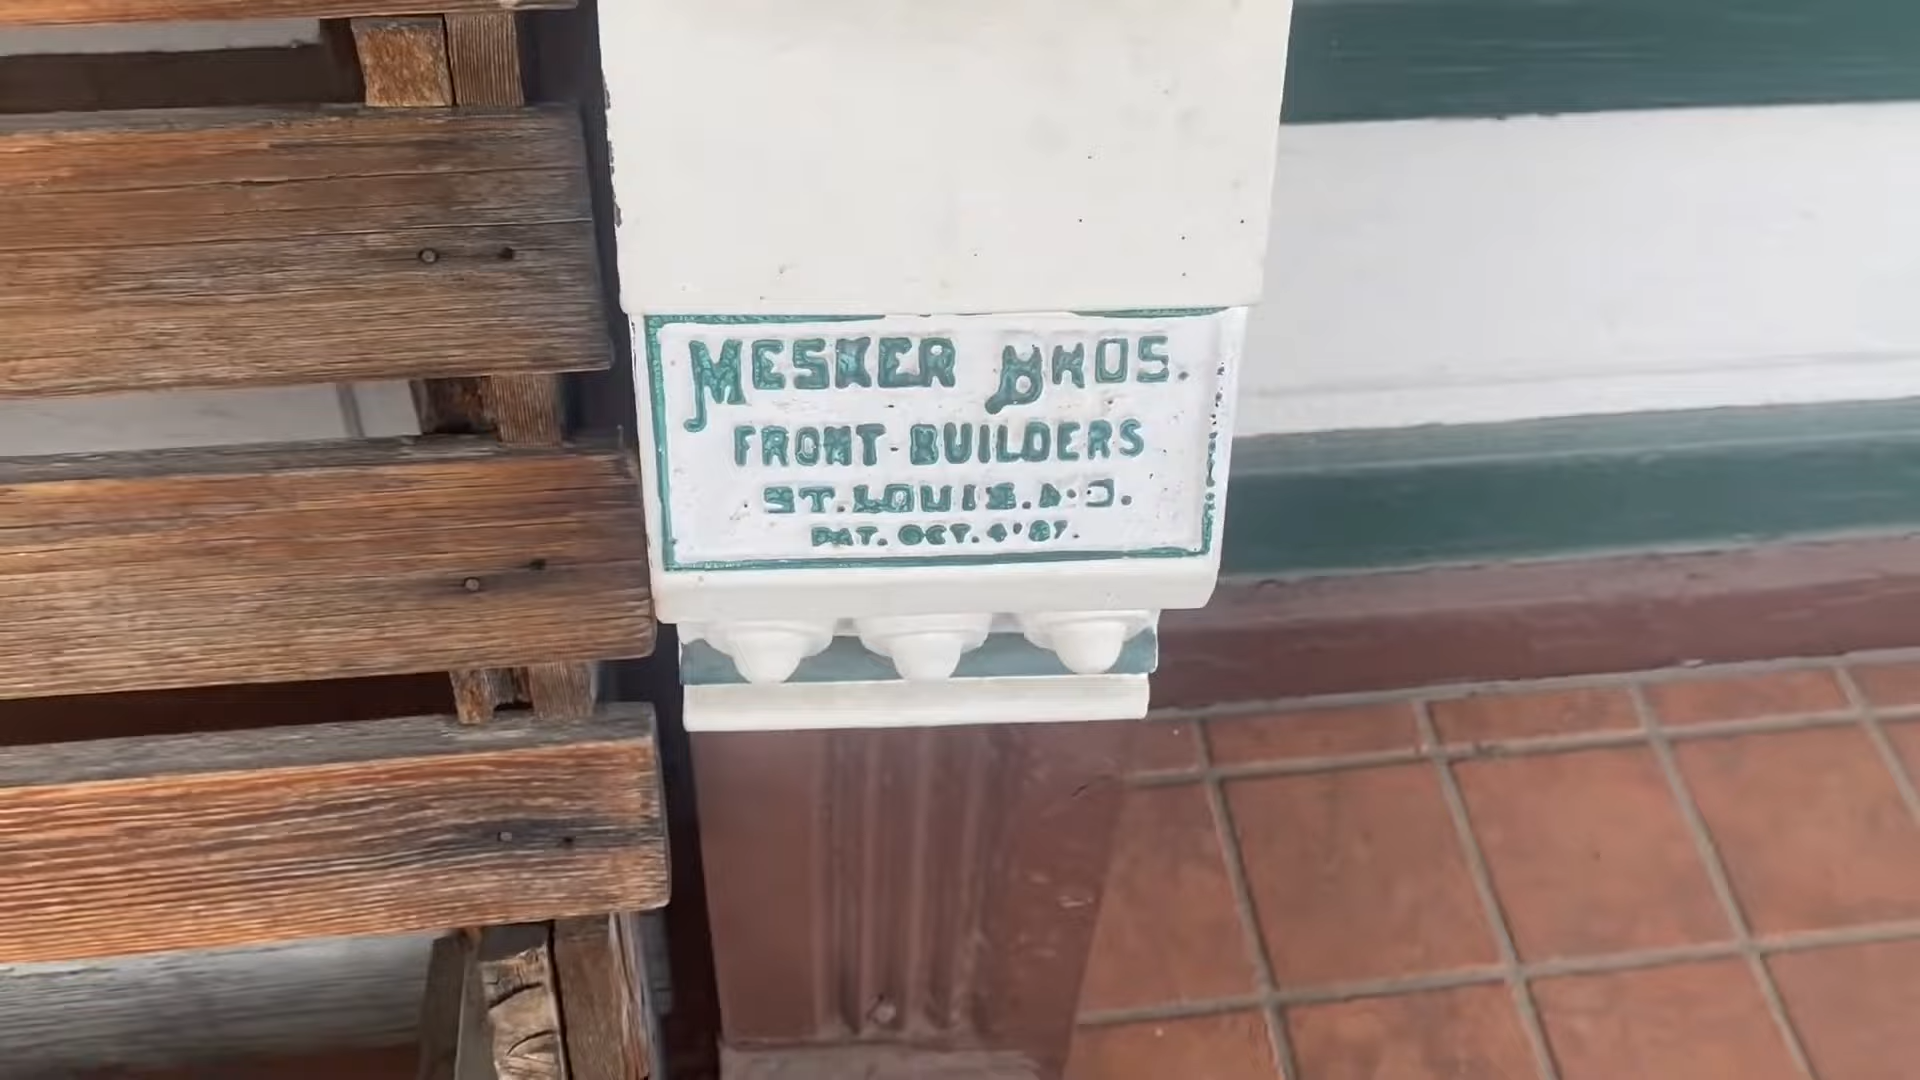 MESKER BROS.
FRONT BUILDERS
ST. LOUIS. MO.
PAT. OCT. 4' 87.